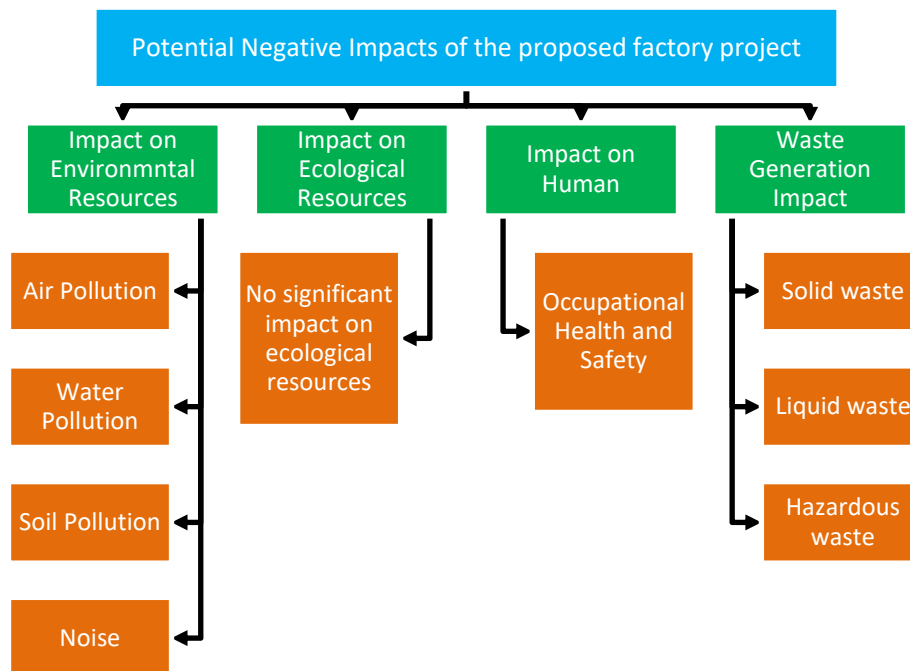 Potential Negative Impacts of the proposed factory project
Impact on
Environmntal
Resources
Impact on
Ecological
Resources
Impact on
Human
Waste
Generation
Impact
Air Pollution
Water
Pollution
Soil Pollution
Noise
No significant
impact on
ecological
resources
Occupational
Health and
Safety
Solid waste
Liquid waste
Hazardous
waste